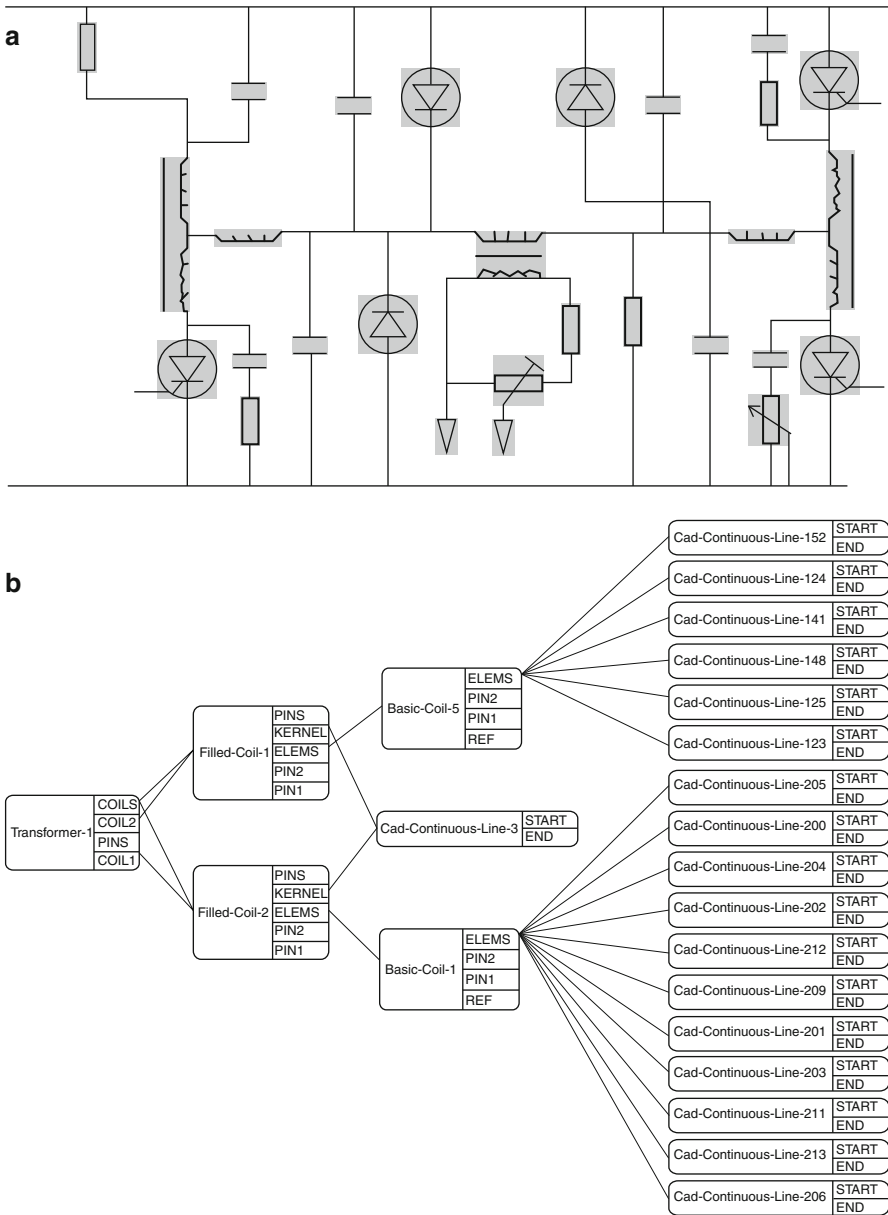 a
b
Transformer-1
COILS
COIL2
PINS
COIL1
Filled-Coil-1
PINS
KERNEL
ELEMS
PIN2
PIN1
Filled-Coil-2
PINS
KERNEL
ELEMS
PIN2
PIN1
Basic-Coil-5
ELEMS
PIN2
PIN1
REF
Cad-Continuous-Line-3
START
END
Basic-Coil-1
ELEMS
PIN2
PIN1
REF
Cad-Continuous-Line-152
START
END
Cad-Continuous-Line-124
START
END
Cad-Continuous-Line-141
START
END
Cad-Continuous-Line-148
START
END
Cad-Continuous-Line-125
START
END
Cad-Continuous-Line-123
START
END
Cad-Continuous-Line-205
START
END
Cad-Continuous-Line-200
START
END
Cad-Continuous-Line-204
START
END
Cad-Continuous-Line-202
START
END
Cad-Continuous-Line-212
START
END
Cad-Continuous-Line-209
START
END
Cad-Continuous-Line-201
START
END
Cad-Continuous-Line-203
START
END
Cad-Continuous-Line-211
START
END
Cad-Continuous-Line-213
START
END
Cad-Continuous-Line-206
START
END